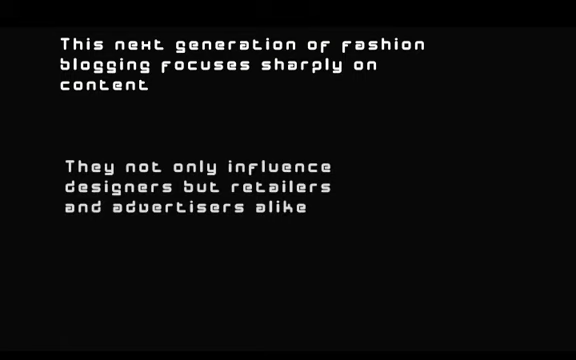 This next generation of fashion
blogging focuses sharply on
content
They not only influence
designers but retailers
and advertisers alike